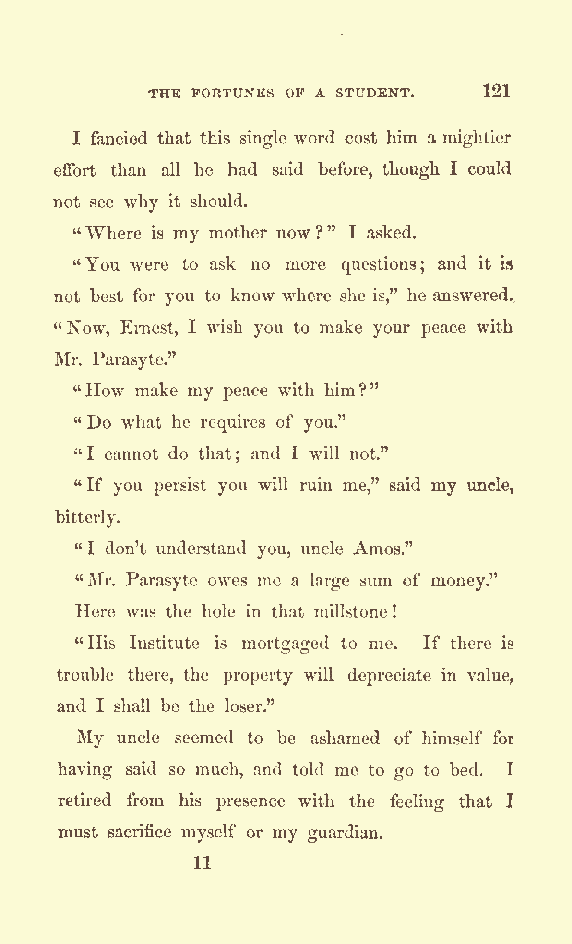 THE FORTUNES OF A STUDENT. 121
I fancied that this single word cost him a mightier
effort than all he had said before, though I could
not see why it should.
“Where is my mother now?” I asked.
“You were to ask no more questions; and it is
not best for you to know where she is,” he answered.
“Now, Ernest, I wish you to make your peace with
Mr. Parasyte.”
“How make my peace with him?”
“Do what he requires of you.”
“I cannot do that; and I will not.”
“If you persist you will ruin me,” said my uncle,
bitterly.
“I don’t understand you, uncle Amos.”
“Mr. Parasyte owes me a large sum of money.”
Here was the hole in that millstone!
“His Institute is mortgaged to me. If there is
trouble there, the property will depreciate in value,
and I shall be the loser.”
My uncle seemed to be ashamed of himself for
having said so much, and told me to go to bed. I
retired from his presence with the feeling that I
must sacrifice myself or my guardian.
11